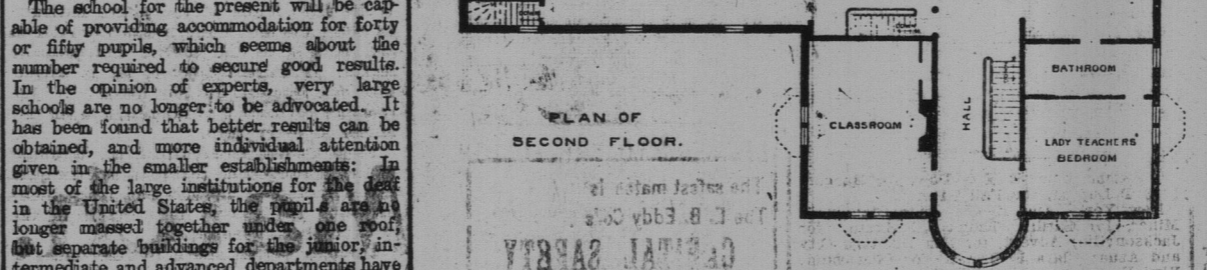 The school for the present will be cap-
able of providing accommodation for forty
or fifty pupils, which seems about the
number required to secure good results.
In the opinion of experts, very large
schools are no longer to be advocated. It
has been found that better results can be
obtained, and more individual attention
given in the smaller establishments: In
most of the large institutions for the deaf
in the United States, the pupils are no
longer massed together under one roof,
but separate buildings for the junior, in-
termediate and advanced departments have
PLAN OF
SECOND FLOOR.
CLASSROOM
HALL
BATHROOM
LADY TEACHERS'
BEDROOM
The safest match is
The E. B. Eddy Co's